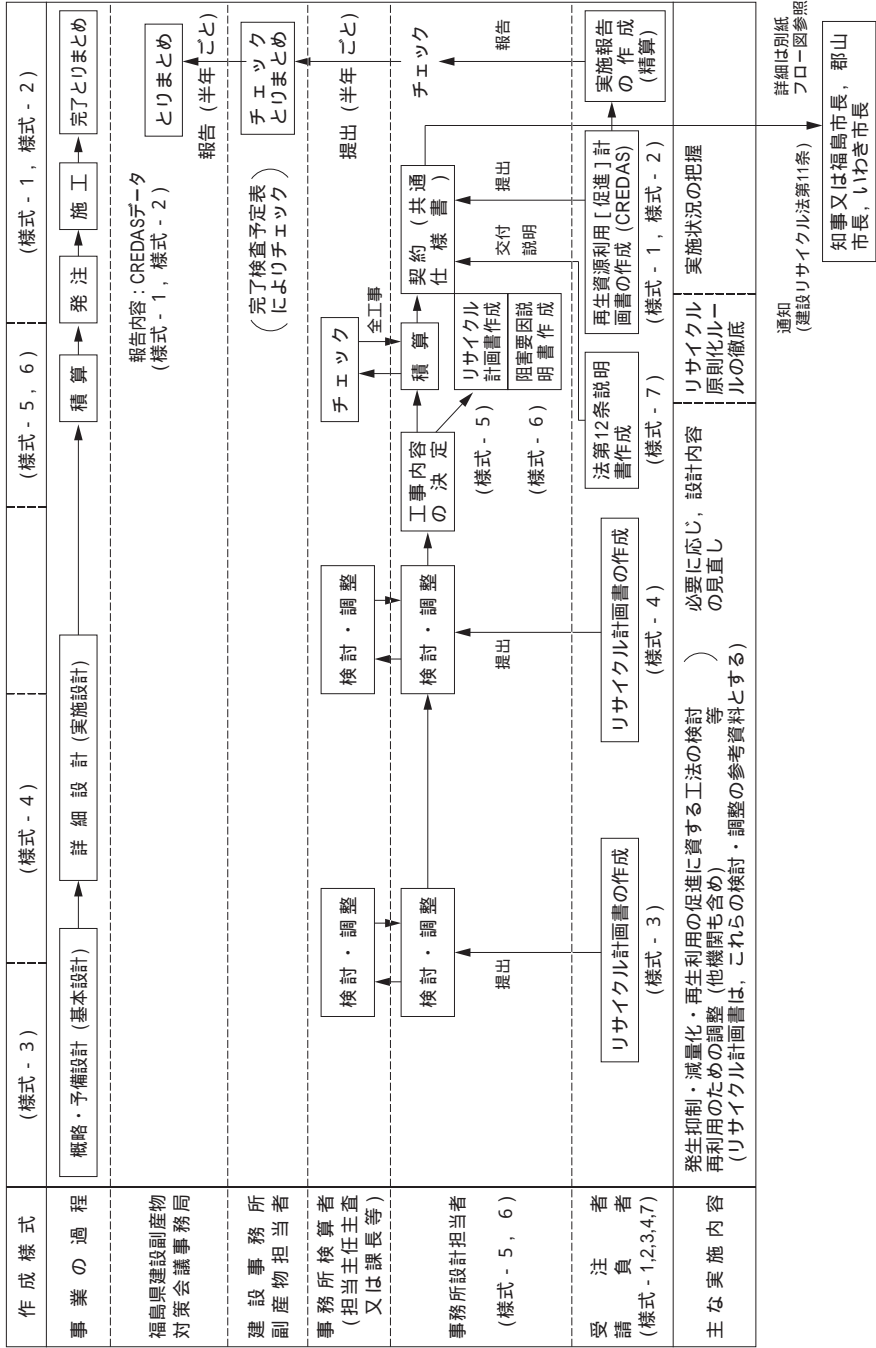 作成様式
(様式-3)
(様式-4)
(様式-5, 6)
(様式-1, 様式-2)
事業の過程
概略・予備設計 (基本設計)
詳細設計 (実施設計)
積算
発注
施工
完了とりまとめ
福島県建設副産物
対策会議事務局
報告内容：CREDASデータ
(様式-1, 様式-2)
とりまとめ
報告 (半年ごと)
建設事務所
副産物担当者
(完了検査予定表
によりチェック)
チェック
とりまとめ
提出 (半年ごと)
事務所検算者
(担当主任主査
又は課長等)
検討・調整
検討・調整
チェック
全工事
事務所設計担当者
(様式-5, 6)
検討・調整
検討・調整
工事内容
の決定
積算
契約 (共通
仕様書)
チェック
(様式-5)
リサイクル
計画書作成
(様式-6)
阻害要因説
明書作成
提出
提出
交付
説明
提出
報告
受注者
請負者
(様式-1,2,3,4,7)
リサイクル計画書の作成
(様式-3)
リサイクル計画書の作成
(様式-4)
法第12条説明
書作成
(様式-7)
再生資源利用[促進]計
画書の作成 (CREDAS)
(様式-1, 様式-2)
実施報告
の作成
(精算)
主な実施内容
発生抑制・減量化・再生利用の促進に資する工法の検討
再利用のための調整 (他機関も含め) 等
(リサイクル計画書は，これらの検討・調整の参考資料とする)
必要に応じ，設計内容
の見直し
リサイクル
原則化ルー
ルの徹底
実施状況の把握
通知
(建設リサイクル法第11条)
知事又は福島市長，郡山
市長，いわき市長
詳細は別紙
フロー図参照